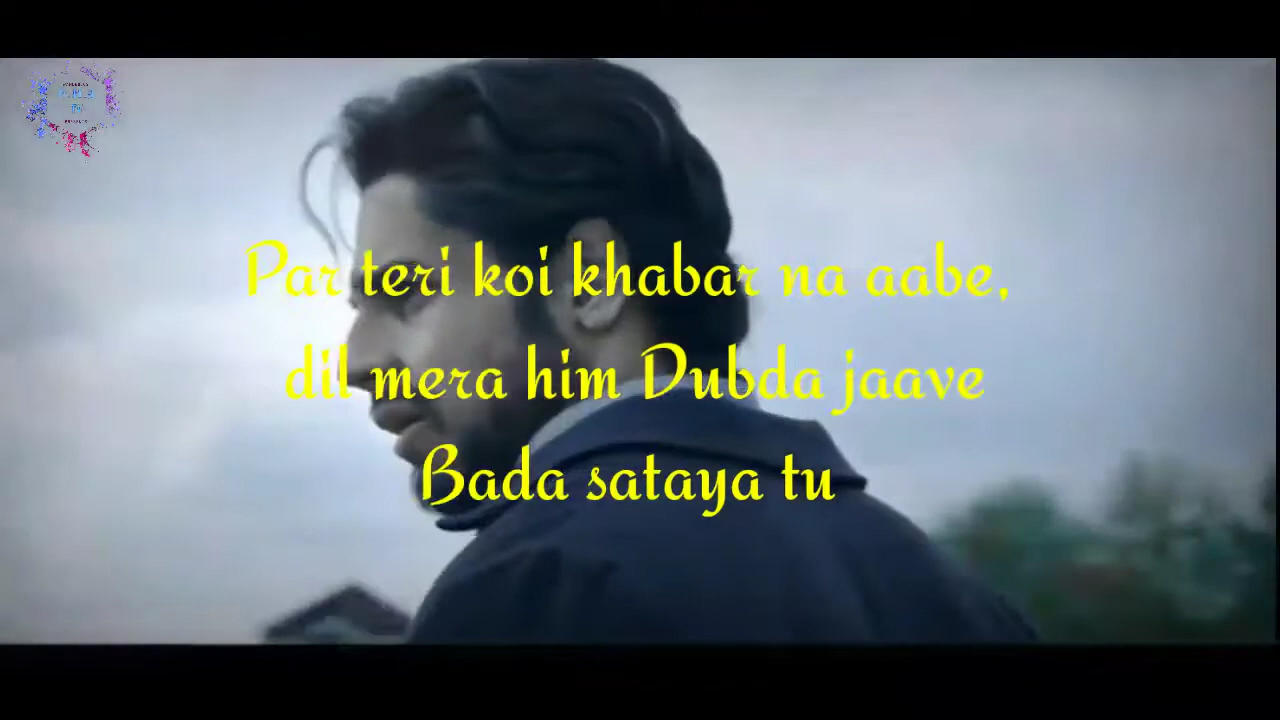 Par teri koi khabar na aabe,
dil mera him Dubda jaave
Bada sataya tu